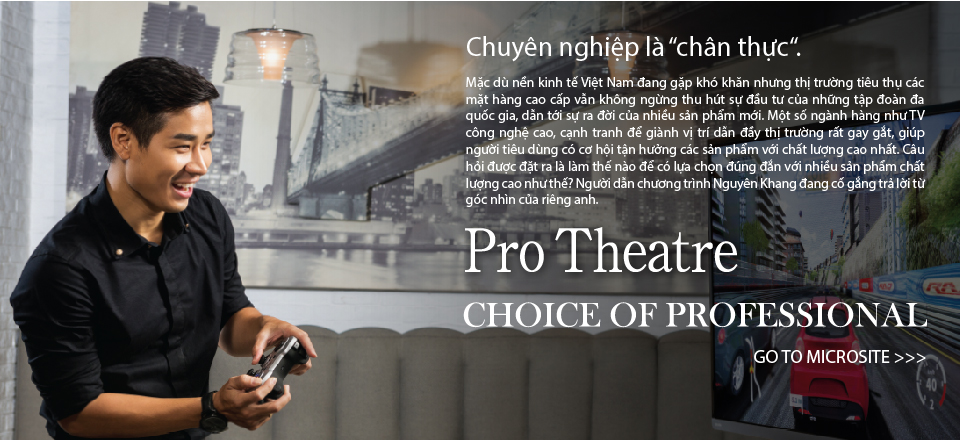 Chuyên nghiệp là “chân thực“.
Mặc dù nền kinh tế Việt Nam đang gặp khó khăn nhưng thị trường tiêu thụ các
mặt hàng cao cấp vẫn không ngừng thu hút sự đầu tư của những tập đoàn đa
quốc gia, dẫn tới sự ra đời của nhiều sản phẩm mới. Một số ngành hàng như TV
công nghệ cao, cạnh tranh để giành vị trí dẫn đầy thị trường rất gay gắt, giúp
người tiêu dùng có cơ hội tận hưởng các sản phẩm với chất lượng cao nhất. Câu
hỏi được đặt ra là làm thế nào để có lựa chọn đúng đắn với nhiều sản phẩm chất
lượng cao như thế? Người dẫn chương trình Nguyên Khang đang cố gắng trả lời từ
góc nhìn của riêng anh.
Pro Theatre
CHOICE OF PROFESSIONAL
GO TO MICROSITE >>>
40
2